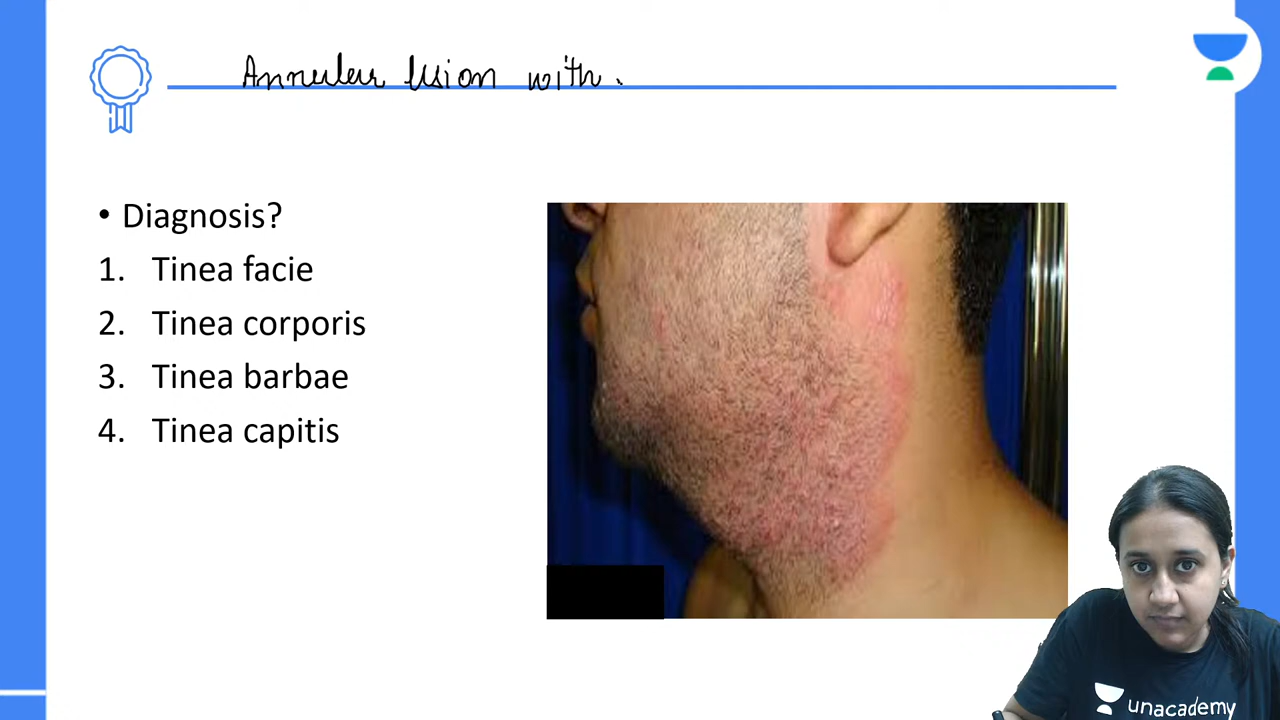 Annular lesion with.
• Diagnosis?
1. Tinea facie
2. Tinea corporis
3. Tinea barbae
4. Tinea capitis
unacademy